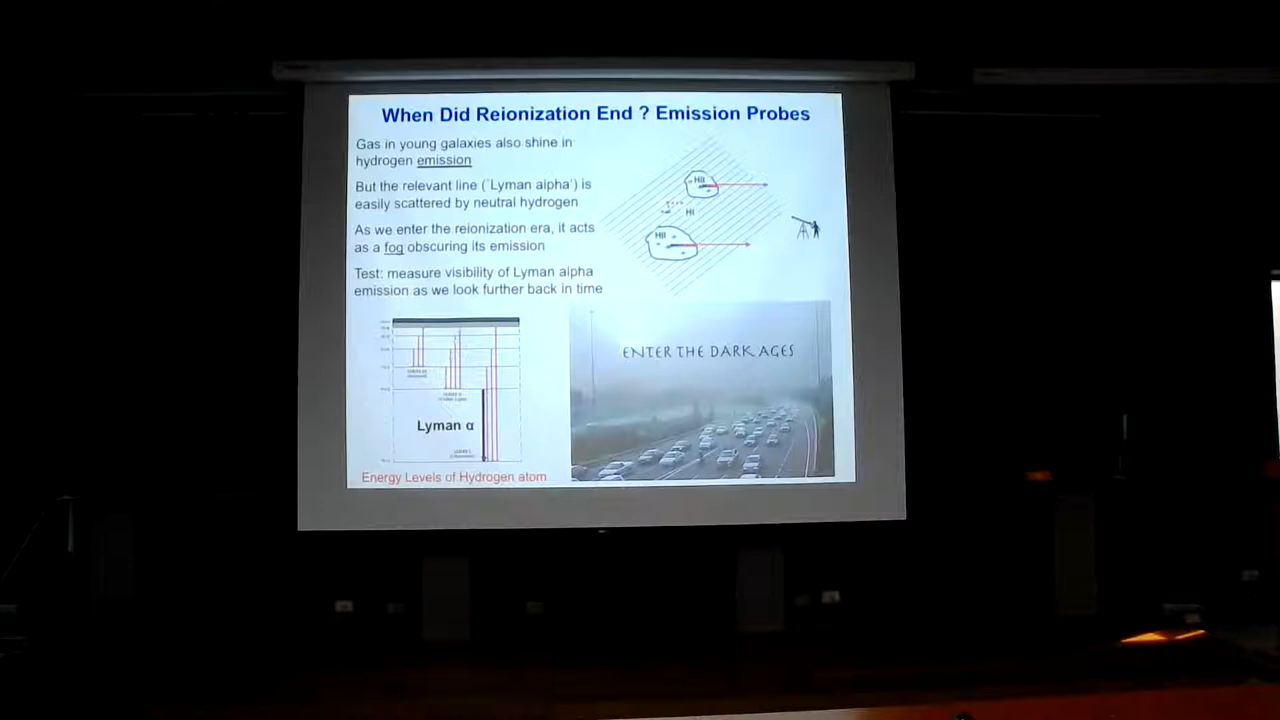 When Did Reionization End ? Emission Probes
Gas in young galaxies also shine in
hydrogen emission
But the relevant line (`Lyman alpha') is
easily scattered by neutral hydrogen
As we enter the reionization era, it acts
as a fog obscuring its emission
Test: measure visibility of Lyman alpha
emission as we look further back in time
HII
HI
HII
ENTER THE DARK AGES
Lyman α
Energy Levels of Hydrogen atom